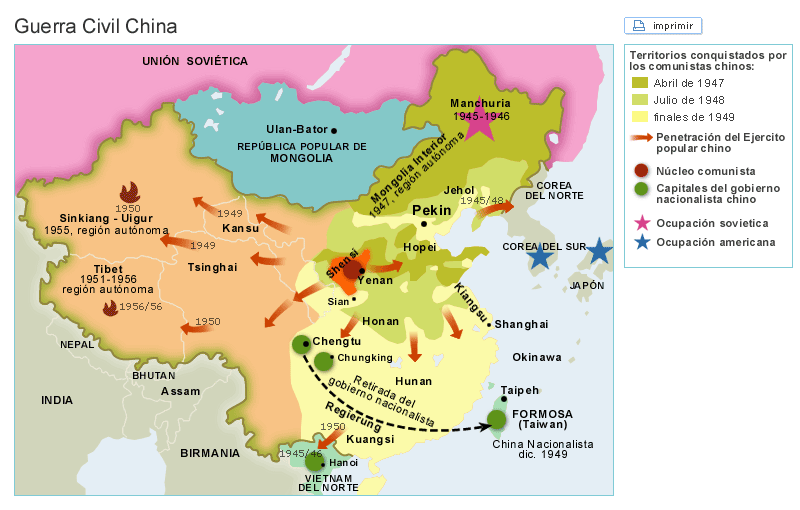 Guerra Civil China
imprimir
UNIÓN SOVIÉTICA
Manchuria
1945-1946
Ulan-Bator
REPÚBLICA POPULAR DE
MONGOLIA
Mongolia Interior
1947, región autónoma
Jehol
1945/48
COREA
DEL NORTE
Pekin
1950
Sinkiang - Uigur
1955, región autónoma
1949
Kansu
1949
Hopei
COREA DEL SUR
Tibet
1951-1956
región autónoma
Tsinghai
Shensi
Yenan
JAPÓN
1956/56
Sian
Kiangsu
1950
Honan
Shanghai
NEPAL
Chengtu
Chungking
Okinawa
BHUTAN
Assam
Hunan
Retirada del
gobierno nacionalista
Taipeh
INDIA
Regierung
FORMOSA
(Taiwan)
1950
Kuangsi
China Nacionalista
dic. 1949
BIRMANIA
1945/46
Hanoi
VIETNAM
DEL NORTE
Territorios conquistados por
los comunistas chinos:
Abril de 1947
Julio de 1948
finales de 1949
Penetración del Ejercito
popular chino
Núcleo comunista
Capitales del gobierno
nacionalista chino
Ocupación sovietica
Ocupación americana